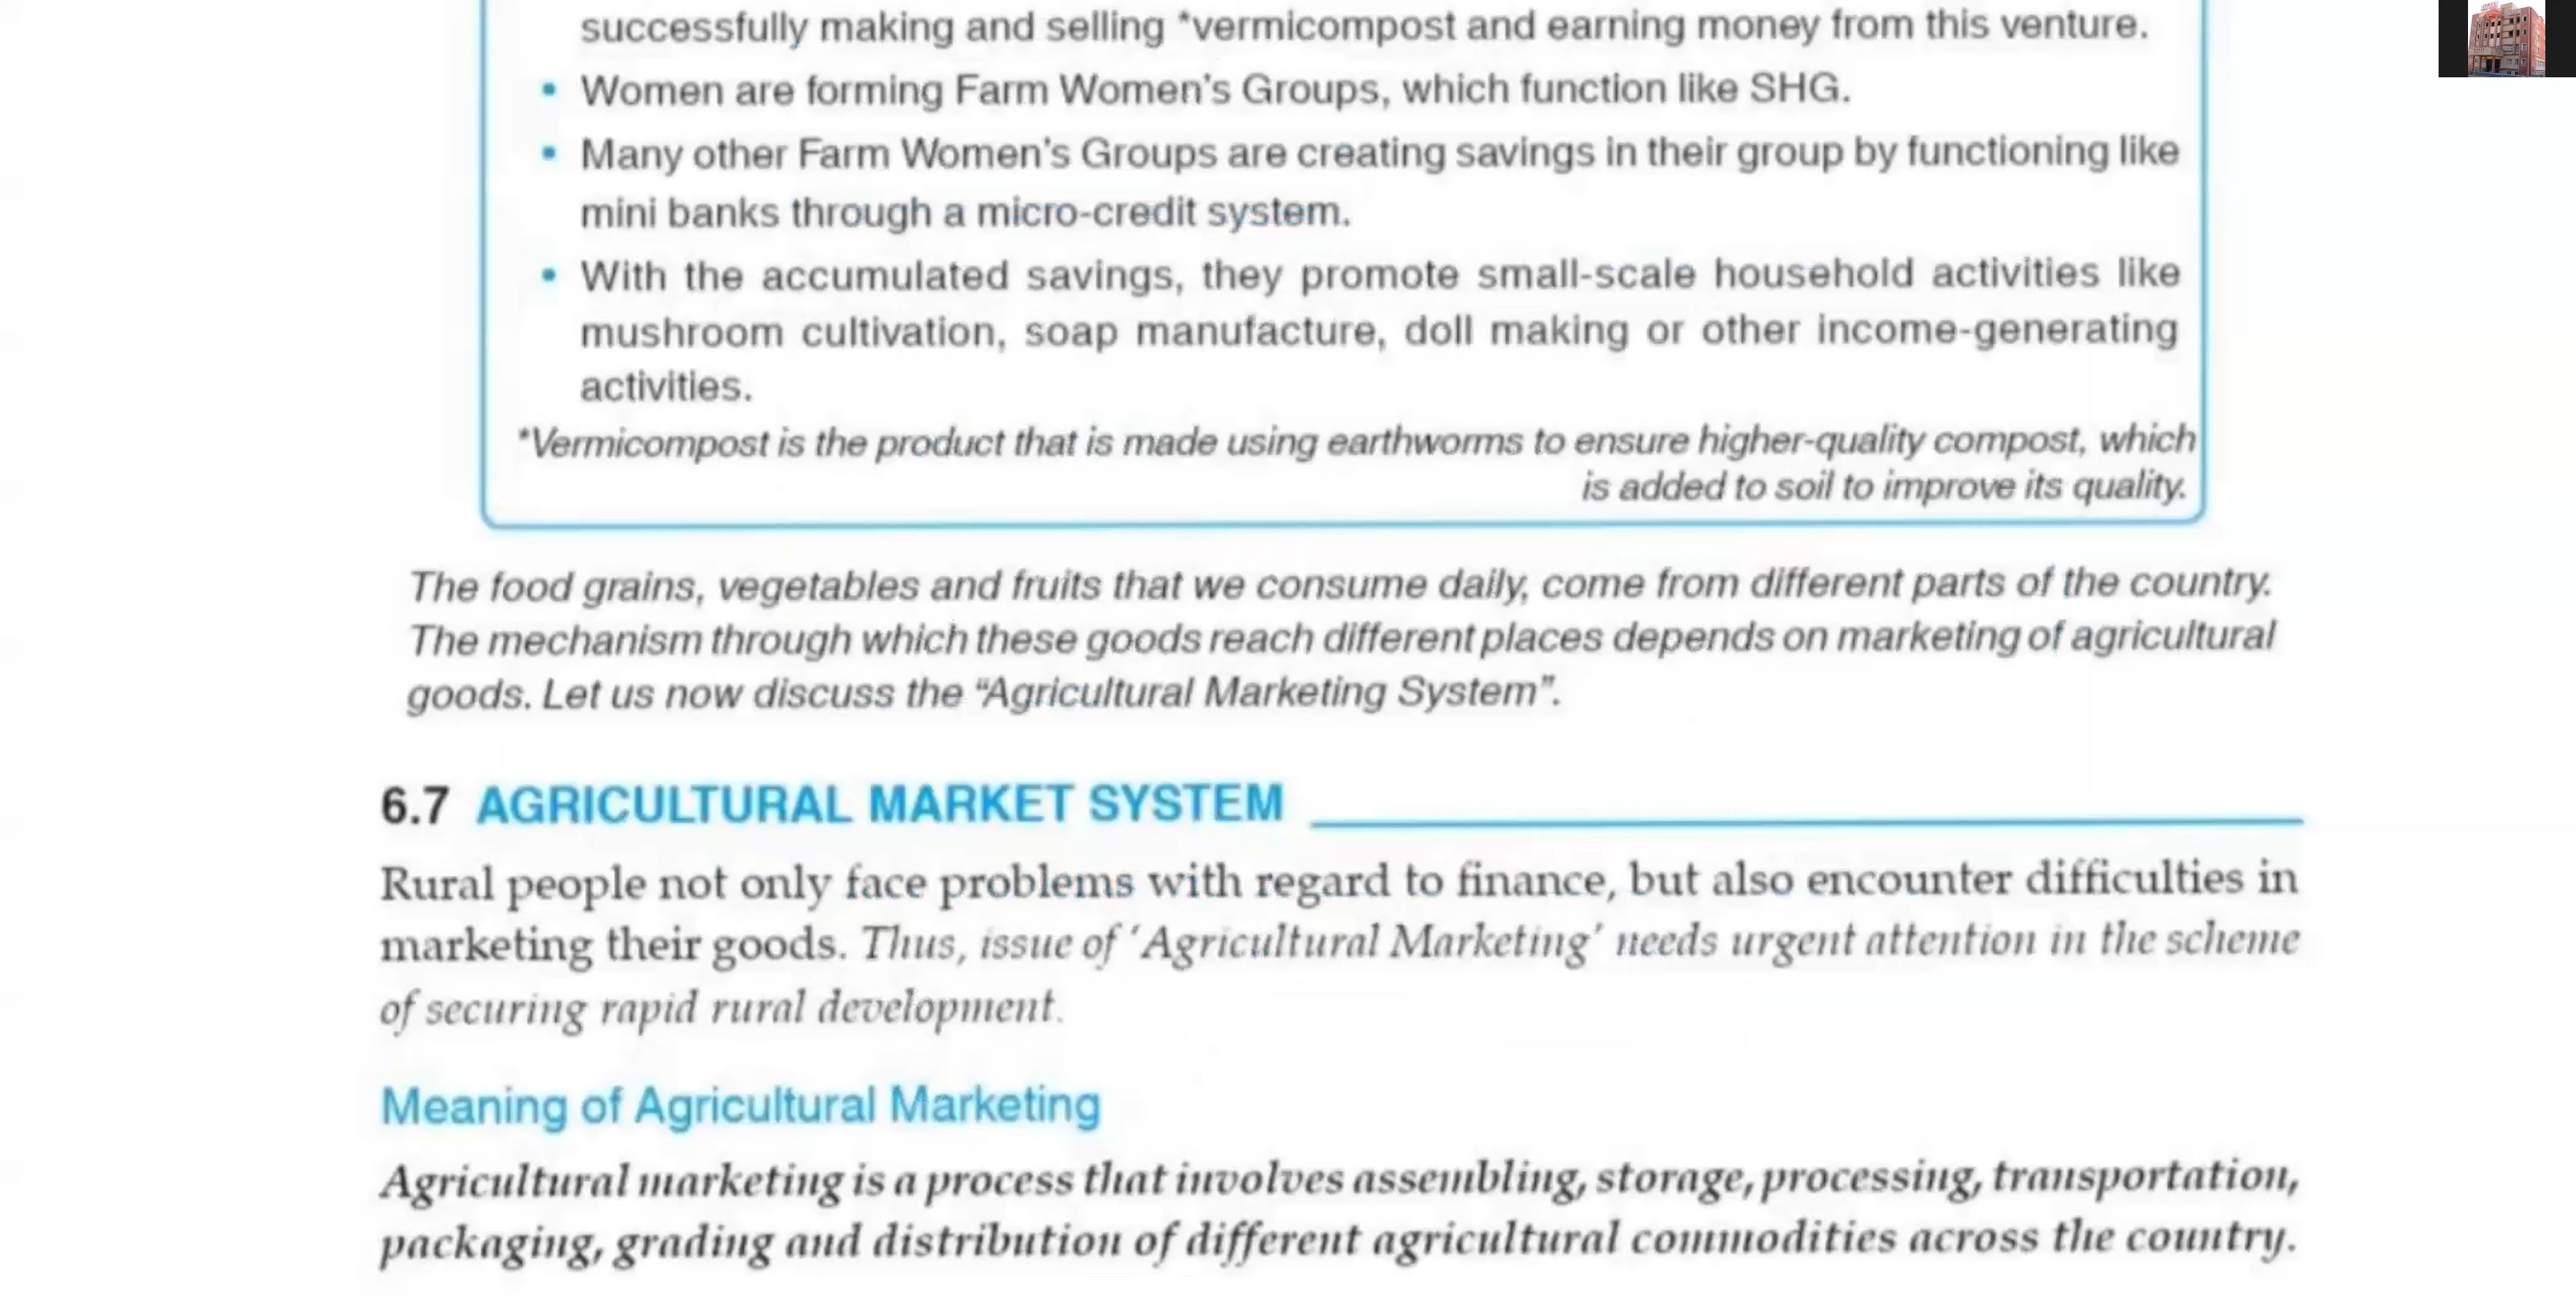 successfully making and selling *vermicompost and earning money from this venture.
• Women are forming Farm Women's Groups, which function like SHG.
• Many other Farm Women's Groups are creating savings in their group by functioning like
mini banks through a micro-credit system.
• With the accumulated savings, they promote small-scale household activities like
mushroom cultivation, soap manufacture, doll making or other income-generating
activities.
*Vermicompost is the product that is made using earthworms to ensure higher-quality compost, which
is added to soil to improve its quality.
The food grains, vegetables and fruits that we consume daily, come from different parts of the country.
The mechanism through which these goods reach different places depends on marketing of agricultural
goods. Let us now discuss the “Agricultural Marketing System”.
6.7 AGRICULTURAL MARKET SYSTEM
Rural people not only face problems with regard to finance, but also encounter difficulties in
marketing their goods. Thus, issue of ‘Agricultural Marketing’ needs urgent attention in the scheme
of securing rapid rural development.
Meaning of Agricultural Marketing
Agricultural marketing is a process that involves assembling, storage, processing, transportation,
packaging, grading and distribution of different agricultural commodities across the country.